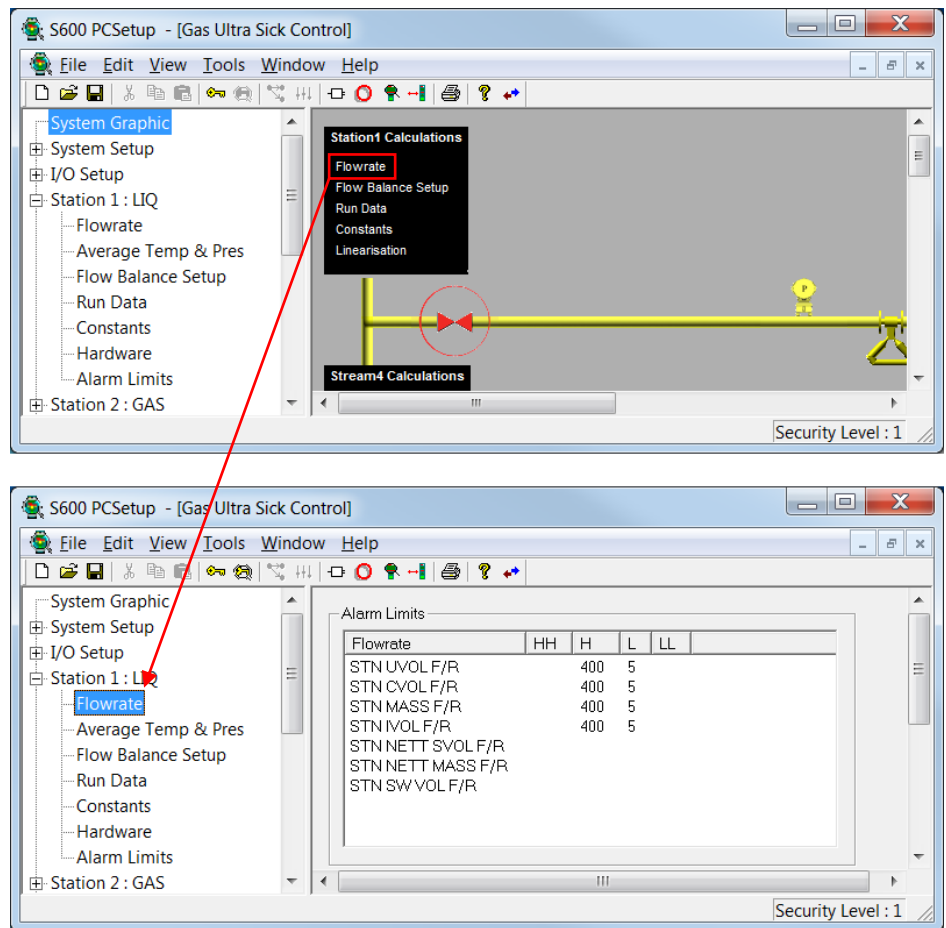 S600 PCSetup - [Gas Ultra Sick Control]
File Edit View Tools Window Help
System Graphic
System Setup
I/O Setup
Station 1 : LIQ
Flowrate
Average Temp & Pres
Flow Balance Setup
Run Data
Constants
Hardware
Alarm Limits
Station 2 : GAS
Station1 Calculations
Flowrate
Flow Balance Setup
Run Data
Constants
Linearisation
P
Stream4 Calculations
Security Level : 1
S600 PCSetup - [Gas Ultra Sick Control]
File Edit View Tools Window Help
System Graphic
System Setup
I/O Setup
Station 1 : LIQ
Flowrate
Average Temp & Pres
Flow Balance Setup
Run Data
Constants
Hardware
Alarm Limits
Station 2 : GAS
Alarm Limits
Flowrate HH H L LL
STN UVOL F/R 400 5
STN CVOL F/R 400 5
STN MASS F/R 400 5
STN IVOL F/R 400 5
STN NETT SVOL F/R
STN NETT MASS F/R
STN SW VOL F/R
Security Level : 1